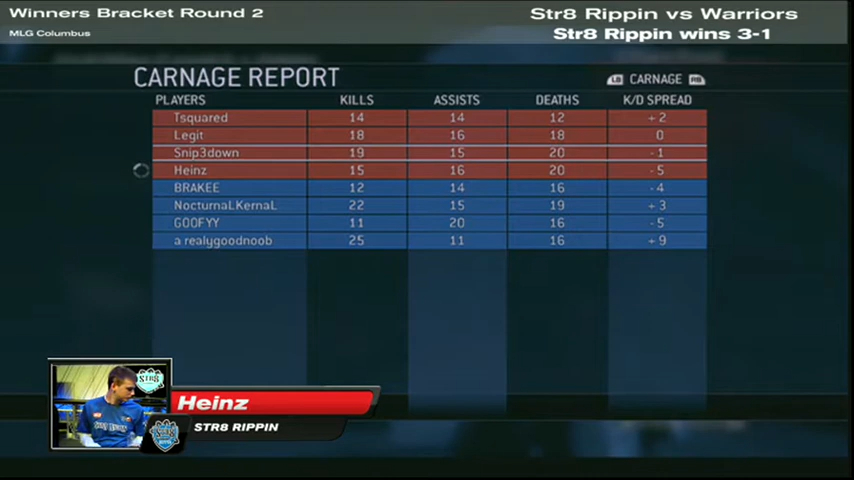 Winners Bracket Round 2
MLG Columbus
Str8 Rippin vs Warriors
Str8 Rippin wins 3-1
CARNAGE REPORT
LB CARNAGE RB
PLAYERS KILLS ASSISTS DEATHS K/D SPREAD
Tsquared 14 14 12 +2
Legit 18 16 18 0
Snip3down 19 15 20 -1
Heinz 15 16 20 -5
BRAKEE 12 14 16 -4
NocturnaLKernaL 22 15 19 +3
GOOFYY 11 20 16 -5
a realygoodnoob 25 11 16 +9
STR8
Heinz
STR8 RIPPIN